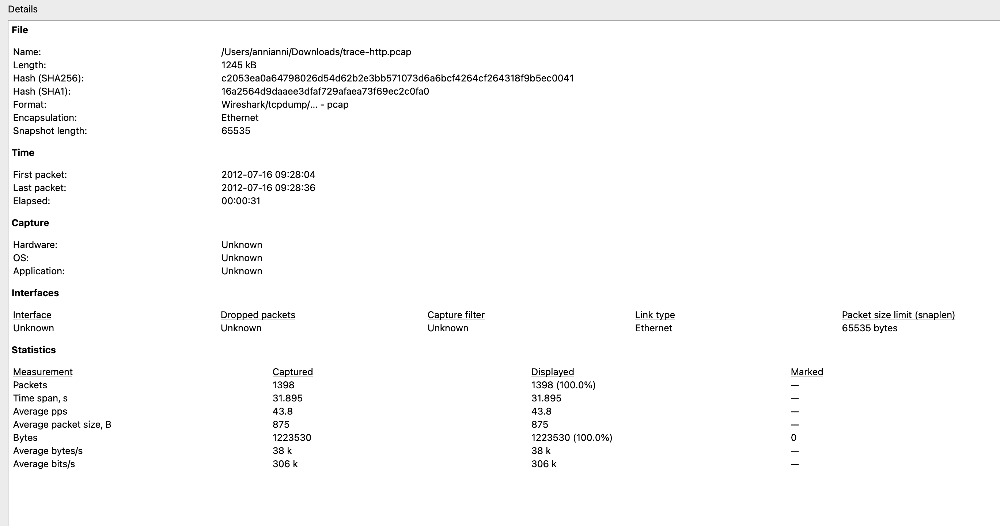 Details
File
Name: /Users/annianni/Downloads/trace-http.pcap
Length: 1245 kB
Hash (SHA256): c2053ea0a64798026d54d62b2e3bb571073d6a6bcf4264cf264318f9b5ec0041
Hash (SHA1): 16a2564d9daaee3dfaf729afaea73f69ec2c0fa0
Format: Wireshark/tcpdump/... - pcap
Encapsulation: Ethernet
Snapshot length: 65535
Time
First packet: 2012-07-16 09:28:04
Last packet: 2012-07-16 09:28:36
Elapsed: 00:00:31
Capture
Hardware: Unknown
OS: Unknown
Application: Unknown
Interfaces
Interface Dropped packets Capture filter Link type Packet size limit (snaplen)
Unknown Unknown Unknown Ethernet 65535 bytes
Statistics
Measurement Captured Displayed Marked
Packets 1398 1398 (100.0%) —
Time span, s 31.895 31.895 —
Average pps 43.8 43.8 —
Average packet size, B 875 875 —
Bytes 1223530 1223530 (100.0%) 0
Average bytes/s 38 k 38 k —
Average bits/s 306 k 306 k —